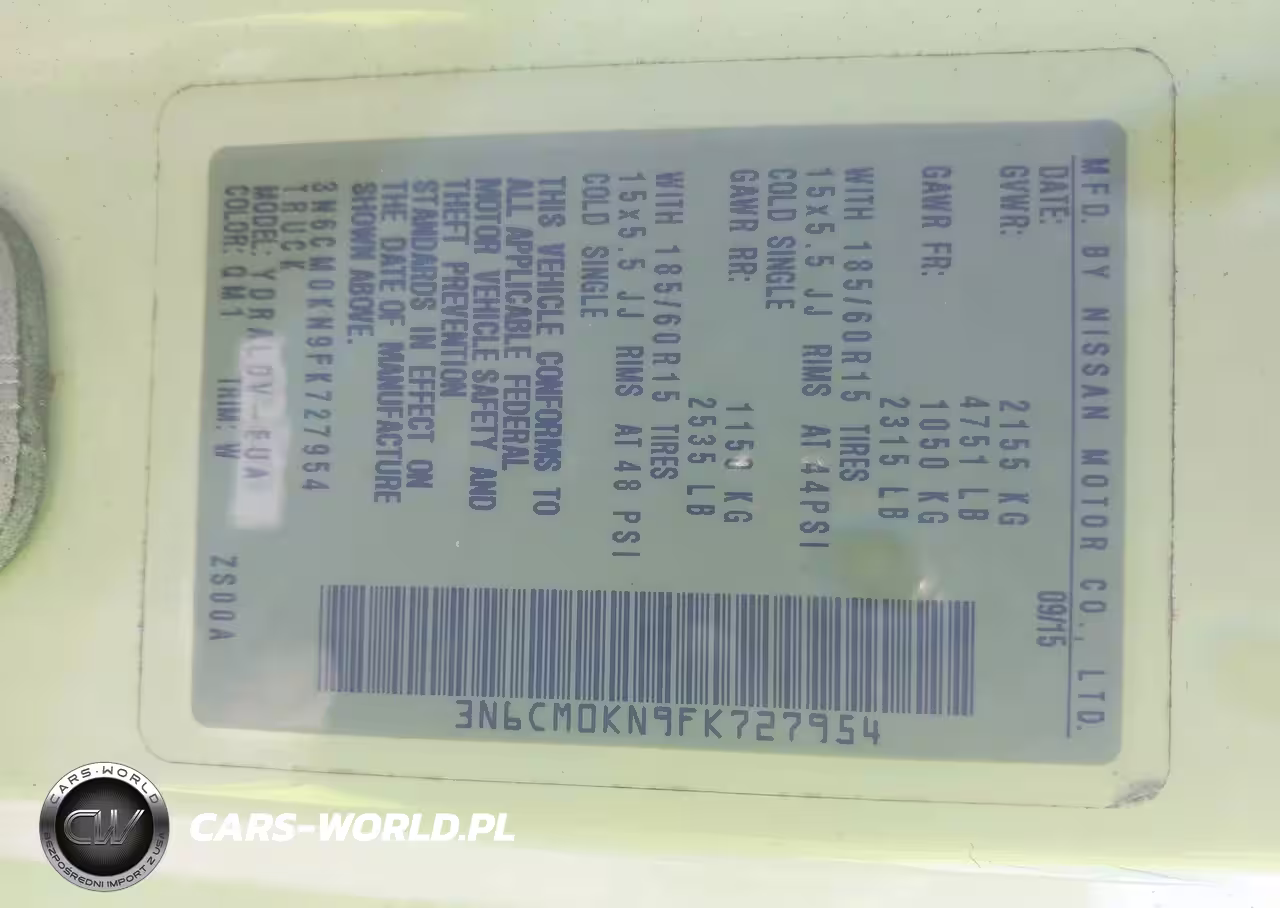 MFD. BY NISSAN MOTOR CO., LTD.
DATE: 09/15
GVWR: 2155 KG
4751 LB
GAWR FR: 1050 KG
2315 LB
WITH 185/60R15 TIRES
15x5.5 JJ RIMS AT 44PSI
COLD SINGLE
GAWR RR: 1150 KG
2535 LB
WITH 185/60R15 TIRES
15x5.5 JJ RIMS AT 48 PSI
COLD SINGLE
THIS VEHICLE CONFORMS TO
ALL APPLICABLE FEDERAL
MOTOR VEHICLE SAFETY AND
THEFT PREVENTION
STANDARDS IN EFFECT ON
THE DATE OF MANUFACTURE
SHOWN ABOVE.
3N6CM0KN9FK727954
TRUCK
MODEL:
COLOR: QM1 TRIM: W ZS00A
3N6CM0KN9FK727954
CARS-WORLD
CW
BEZPOŚREDNI IMPORT Z USA
CARS-WORLD.PL